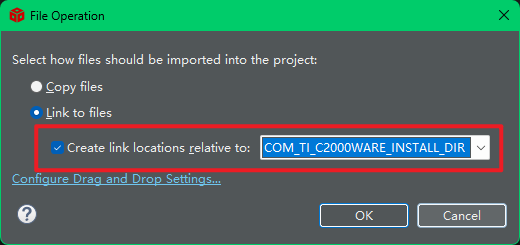 File Operation
Select how files should be imported into the project:
Copy files
Link to files
Create link locations relative to: COM_TI_C2000WARE_INSTALL_DIR
Configure Drag and Drop Settings...
? OK Cancel